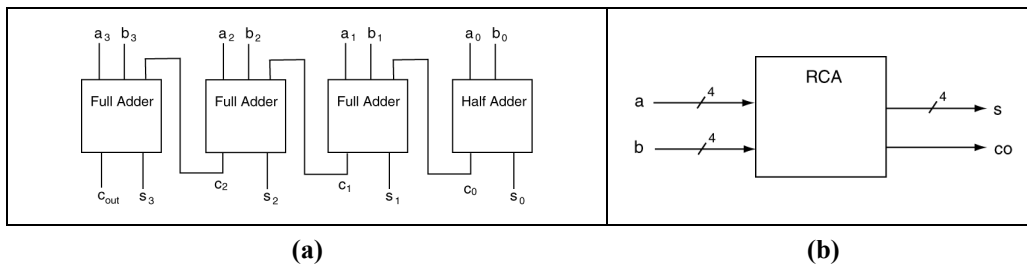 a3 b3 a2 b2 a1 b1 a0 b0
Full Adder Full Adder Full Adder Half Adder
cout s3 c2 s2 c1 s1 c0 s0
(a)
RCA
a 4 4 s
b 4 co
(b)